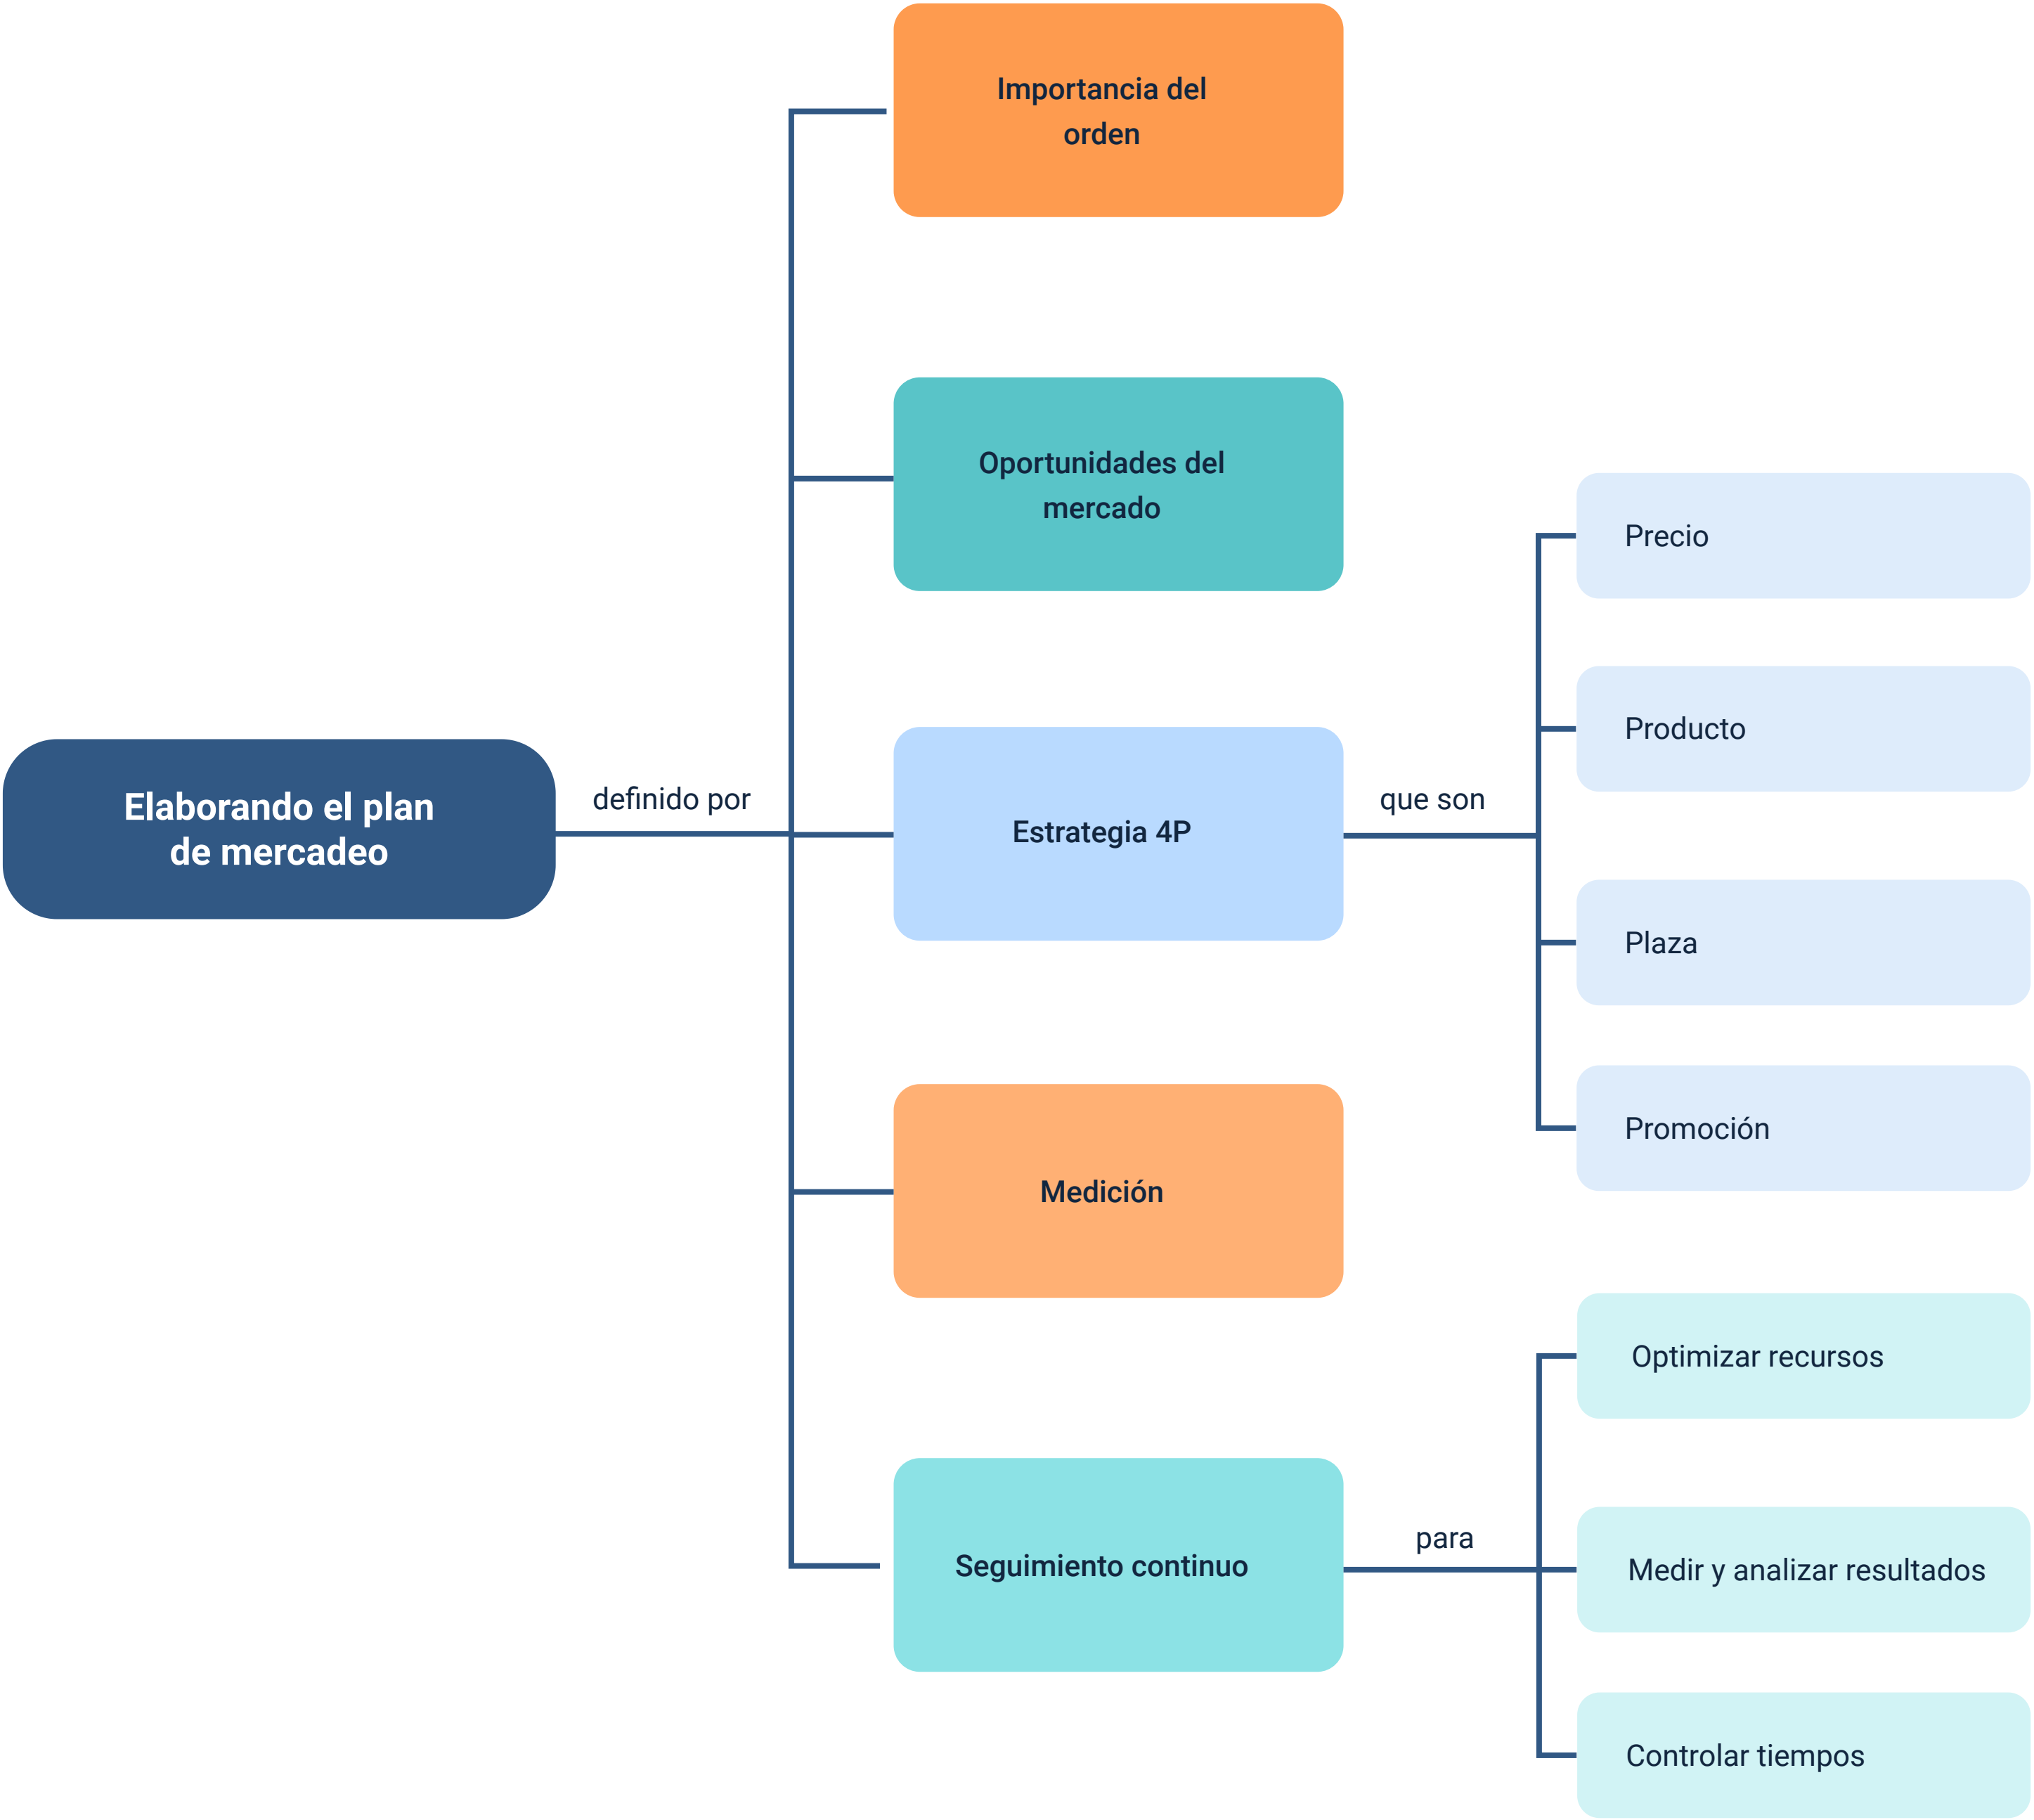 Elaborando el plan
de mercadeo
definido por
Importancia del
orden
Oportunidades del
mercado
Estrategia 4P
que son
Precio
Producto
Plaza
Promoción
Medición
Seguimiento continuo
para
Optimizar recursos
Medir y analizar resultados
Controlar tiempos